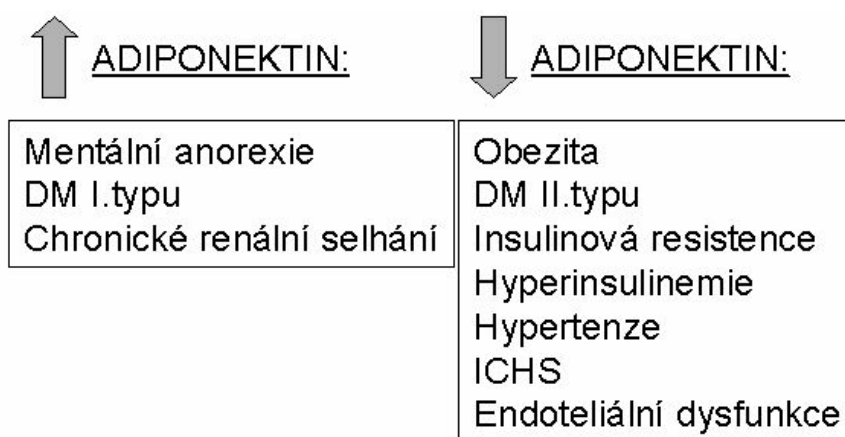 ADIPONEKTIN:
Mentální anorexie
DM I.typu
Chronické renální selhání
ADIPONEKTIN:
Obezita
DM II.typu
Insulinová resistence
Hyperinsulinemie
Hypertenze
ICHS
Endoteliální dysfunkce